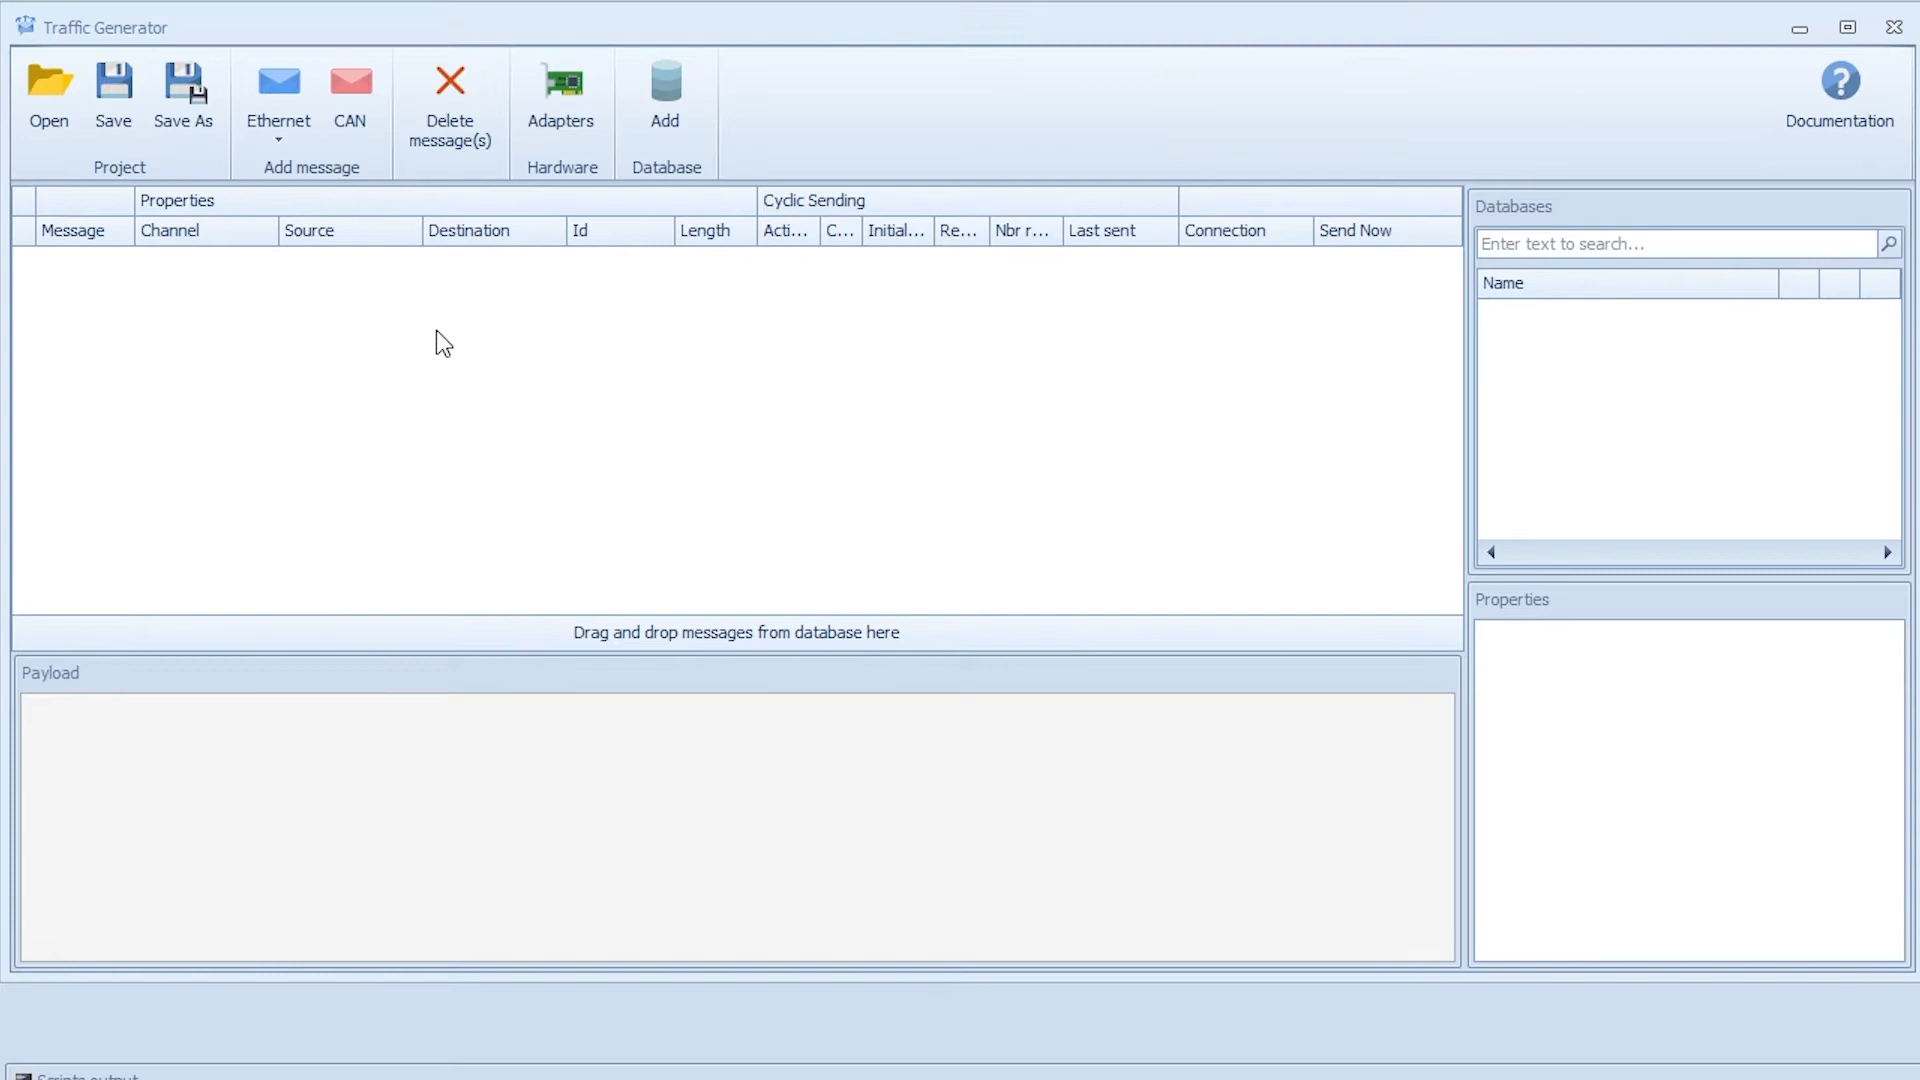 Traffic Generator
Open
Save
Save As
Project
Ethernet
CAN
Add message
Delete
message(s)
Adapters
Hardware
Add
Database
Documentation
Properties
Cyclic Sending
Message
Channel
Source
Destination
Id
Length
Acti...
C...
Initial...
Re...
Nbr r...
Last sent
Connection
Send Now
Drag and drop messages from database here
Payload
Databases
Enter text to search...
Name
Properties
Scripts output